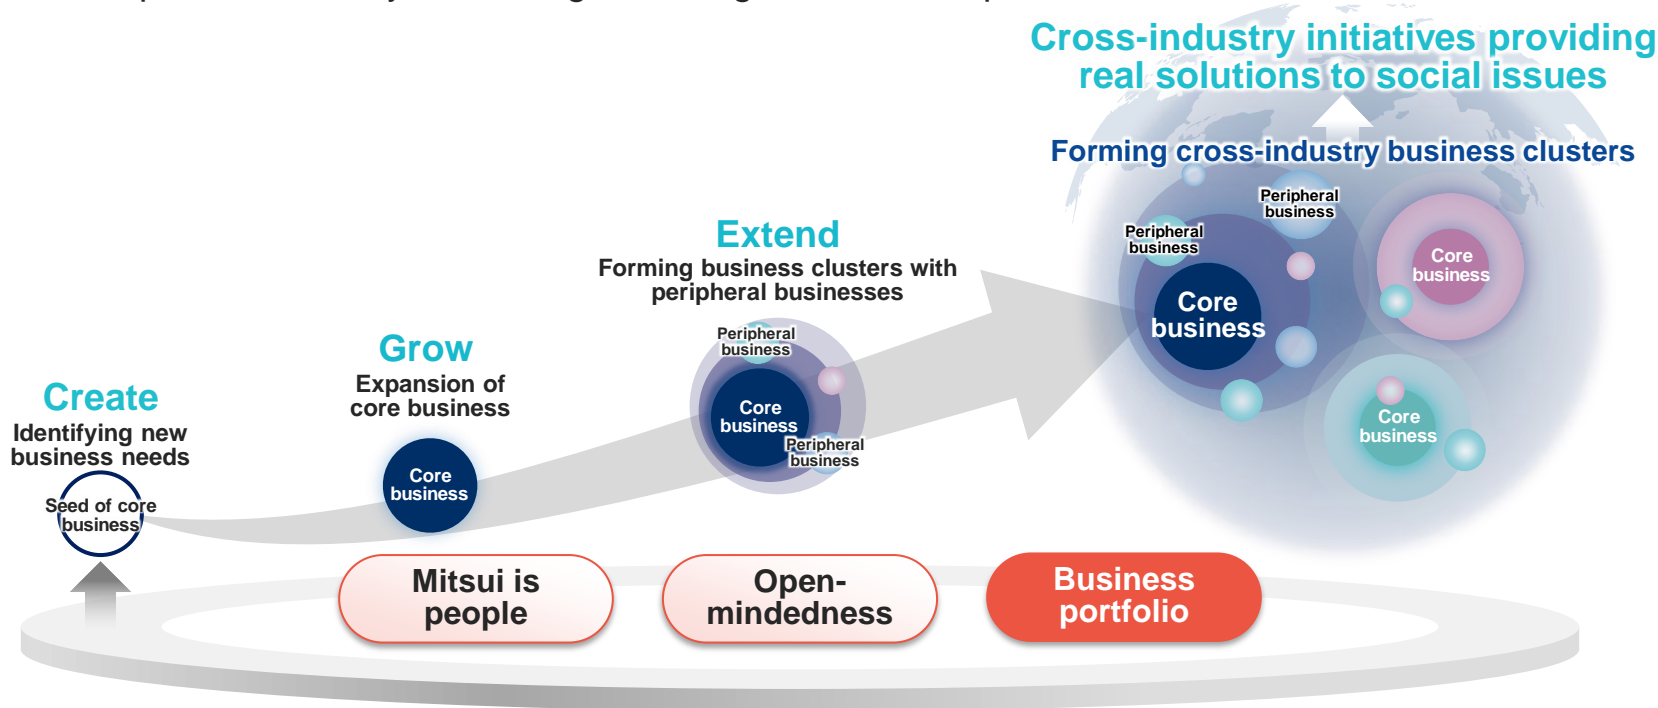 Cross-industry initiatives providing
real solutions to social issues
Forming cross-industry business clusters
Peripheral
business
Peripheral
business
Core
business
Core
business
Core
business
Extend
Forming business clusters with
peripheral businesses
Peripheral
business
Core
business
Peripheral
business
Grow
Expansion of
core business
Core
business
Create
Identifying new
business needs
Seed of core
business
Mitsui is
people
Open-
mindedness
Business
portfolio